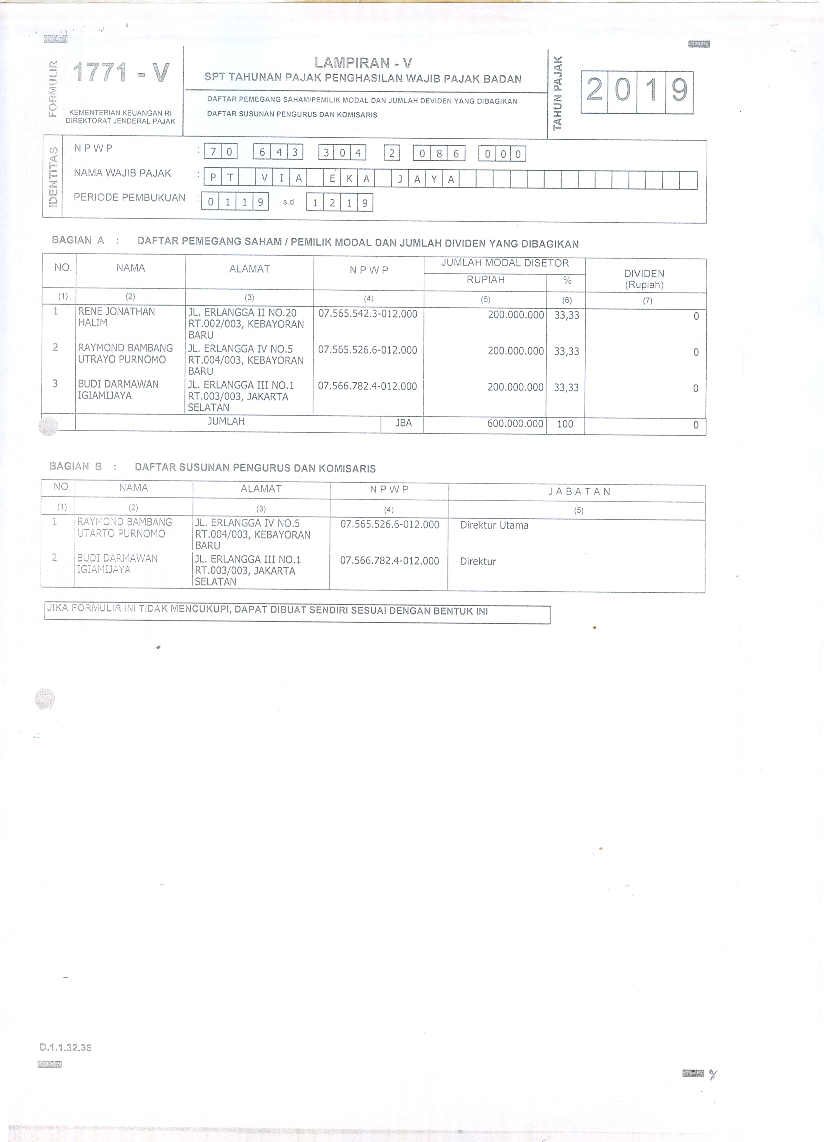 FORMULIR
1771 - V
KEMENTERIAN KEUANGAN RI
DIREKTORAT JENDERAL PAJAK
LAMPIRAN - V
SPT TAHUNAN PAJAK PENGHASILAN WAJIB PAJAK BADAN
DAFTAR PEMEGANG SAHAM/PEMILIK MODAL DAN JUMLAH DEVIDEN YANG DIBAGIKAN
DAFTAR SUSUNAN PENGURUS DAN KOMISARIS
TAHUN PAJAK
2019
IDENTITAS
N P W P : 70 643 304 2 086 000
NAMA WAJIB PAJAK : PT VIA EKA JAYA
PERIODE PEMBUKUAN : 0119 s.d 1219
BAGIAN A : DAFTAR PEMEGANG SAHAM / PEMILIK MODAL DAN JUMLAH DIVIDEN YANG DIBAGIKAN
NO. NAMA ALAMAT N P W P JUMLAH MODAL DISETOR DIVIDEN
RUPIAH % (Rupiah)
(1) (2) (3) (4) (5) (6) (7)
1 RENE JONATHAN JL. ERLANGGA II NO.20 07.565.542.3-012.000 200.000.000 33,33 0
HALIM RT.002/003, KEBAYORAN
BARU
2 RAYMOND BAMBANG JL. ERLANGGA IV NO.5 07.565.526.6-012.000 200.000.000 33,33 0
UTRAYO PURNOMO RT.004/003, KEBAYORAN
BARU
3 BUDI DARMAWAN JL. ERLANGGA III NO.1 07.566.782.4-012.000 200.000.000 33,33 0
IGIAMIJAYA RT.003/003, JAKARTA
SELATAN
JUMLAH JBA 600.000.000 100 0
BAGIAN B : DAFTAR SUSUNAN PENGURUS DAN KOMISARIS
NO. NAMA ALAMAT N P W P J A B A T A N
(1) (2) (3) (4) (5)
1 RAYMOND BAMBANG JL. ERLANGGA IV NO.5 07.565.526.6-012.000 Direktur Utama
UTARTO PURNOMO RT.004/003, KEBAYORAN
BARU
2 BUDI DARMAWAN JL. ERLANGGA III NO.1 07.566.782.4-012.000 Direktur
IGIAMIJAYA RT.003/003, JAKARTA
SELATAN
JIKA FORMULIR INI TIDAK MENCUKUPI, DAPAT DIBUAT SENDIRI SESUAI DENGAN BENTUK INI
D.1.1.32.35